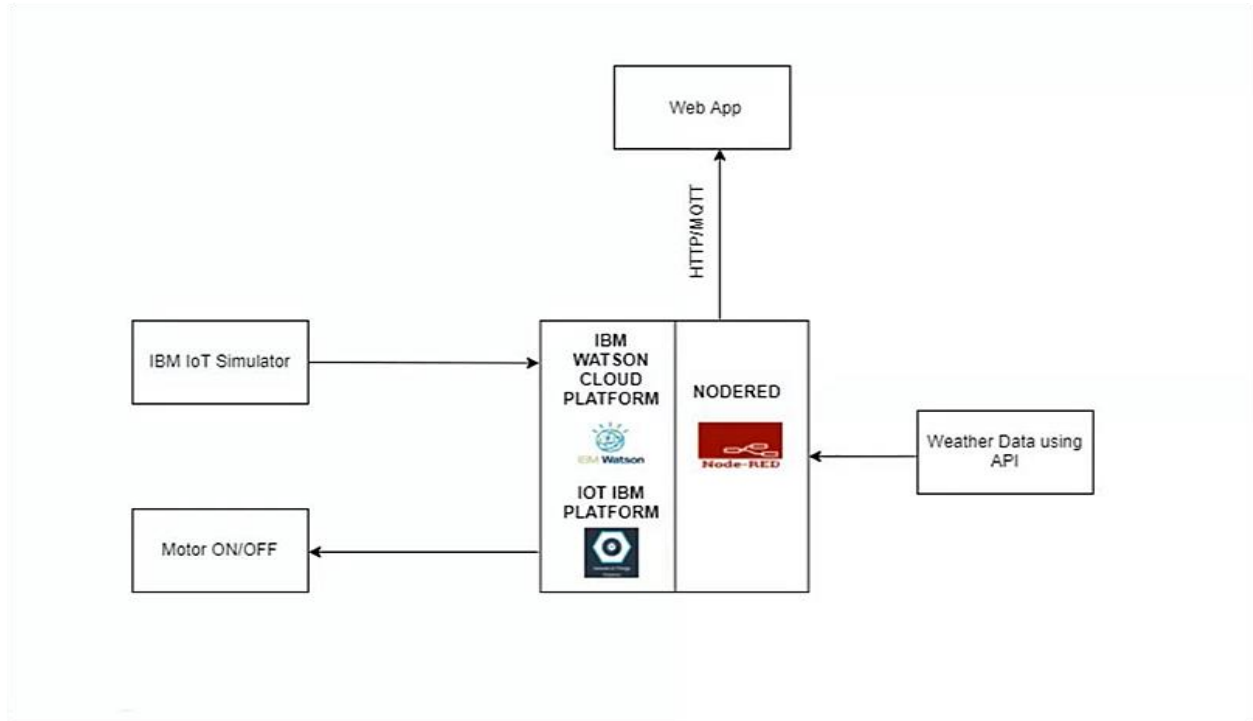 Web App
HTTP/MQTT
IBM IoT Simulator
IBM
WATSON
CLOUD
PLATFORM
IBM Watson
IOT IBM
PLATFORM
NODERED
Node-RED
Weather Data using
API
Motor ON/OFF